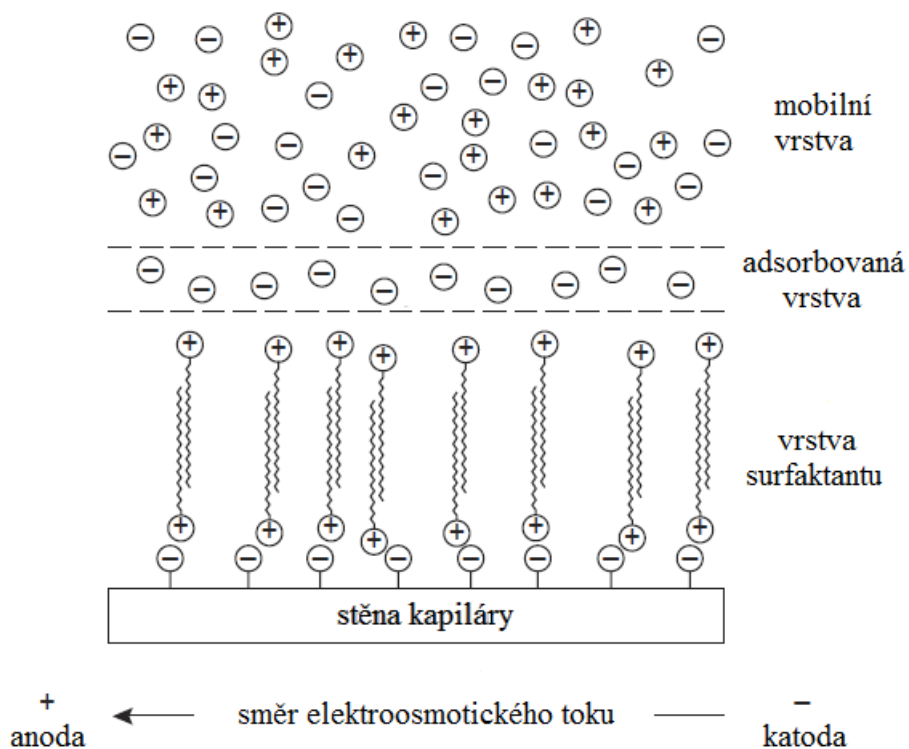 mobilní
vrstva
adsorbovaná
vrstva
vrstva
surfaktantu
stěna kapiláry
+
anoda
směr elektroosmotického toku
−
katoda